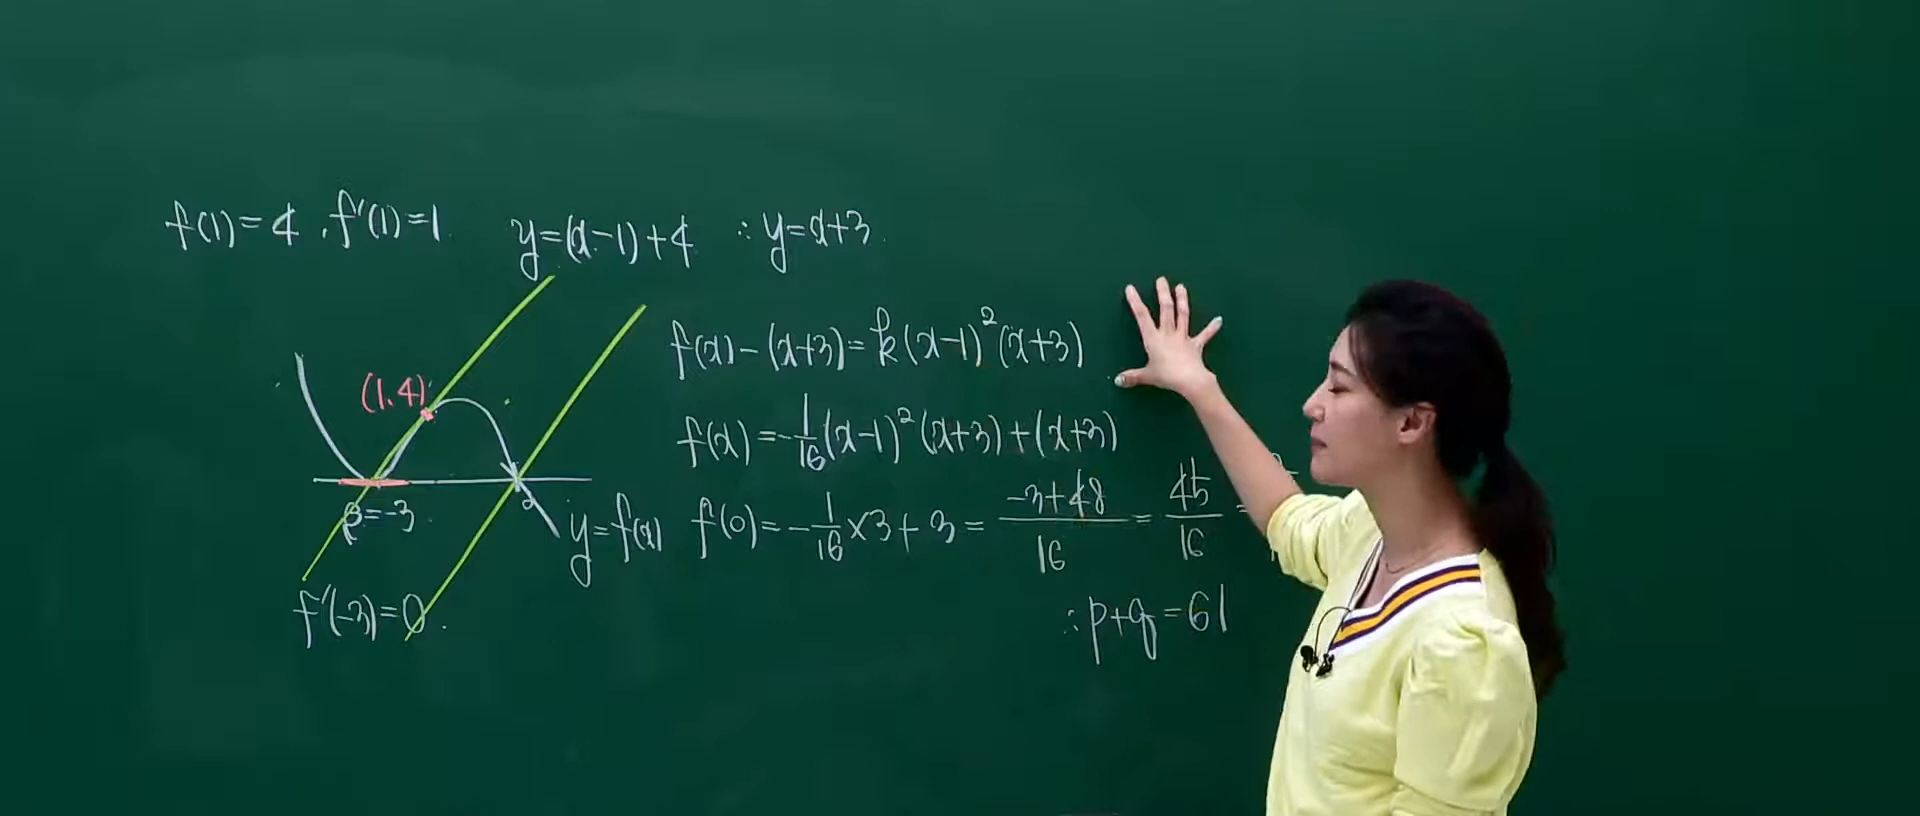 f(1)=4, f'(1)=1 y=(x-1)+4 ∴ y=x+3
f(x)-(x+3)=k(x-1)²(x+3)
(1,4)
f(x)=-1/16(x-1)²(x+3)+(x+3)
β=-3
y=f(x) f(0)=-1/16×3+3=(-3+48)/16=45/16=
f'(-3)=0
∴ p+q=61